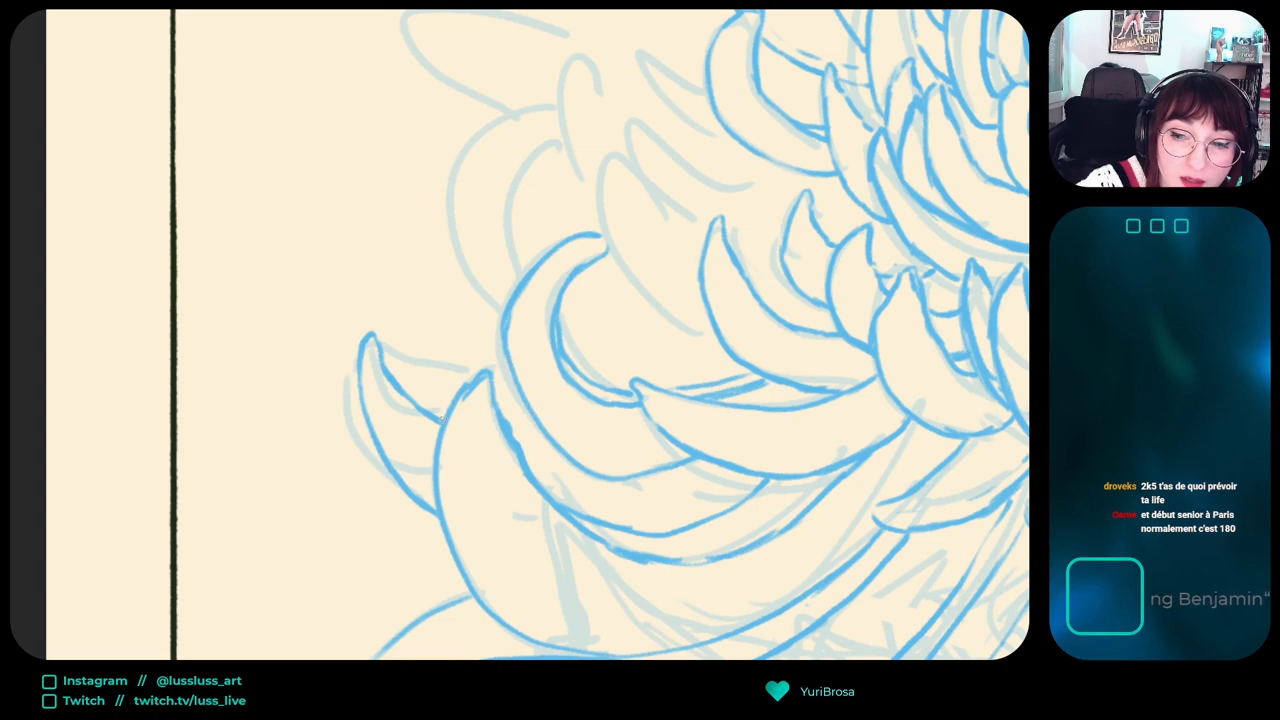 droveks 2k5 t'as de quoi prévoir
ta life
et début senior à Paris
normalement c'est 180
ng Benjamin“
Instagram // @lussluss_art
Twitch // twitch.tv/luss_live
YuriBrosa